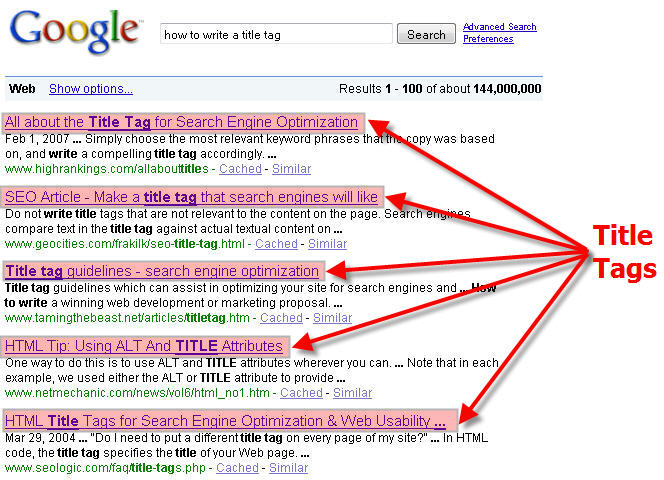 Google™ how to write a title tag Search Advanced Search
Preferences
Web Show options... Results 1 - 100 of about 144,000,000
All about the Title Tag for Search Engine Optimization
Feb 1, 2007 ... Simply choose the most relevant keyword phrases that the copy was based
on, and write a compelling title tag accordingly. ...
www.highrankings.com/allabouttitles - Cached - Similar
SEO Article - Make a title tag that search engines will like
Do not write title tags that are not relevant to the content on the page. Search engines
compare text in the title tag against actual textual content on ...
www.geocities.com/frakilk/seo-title-tag.html - Cached - Similar
Title tag guidelines - search engine optimization
Title tag guidelines which can assist in optimizing your site for search engines and ... How
to write a winning web development or marketing proposal. ...
www.tamingthebeast.net/articles/titletag.htm - Cached - Similar
HTML Tip: Using ALT And TITLE Attributes
One way to do this is to use ALT and TITLE attributes wherever you can. ... Note that in each
example, we used either the ALT or TITLE attribute to provide ...
www.netmechanic.com/news/vol6/html_no1.htm - Cached - Similar
HTML Title Tags for Search Engine Optimization & Web Usability ...
Mar 29, 2004 ... "Do I need to put a different title tag on every page of my site?" ... In HTML
code, the title tag specifies the title of your Web page. ...
www.seologic.com/faq/title-tags.php - Cached - Similar
Title
Tags